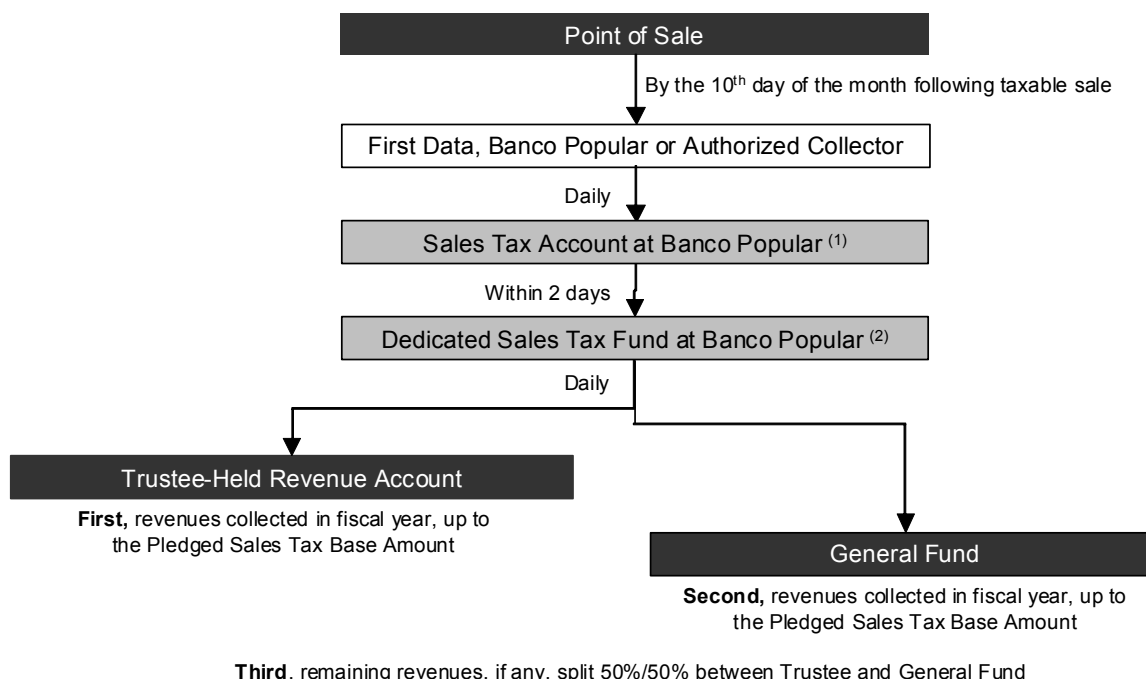 Point of Sale
By the 10th day of the month following taxable sale
First Data, Banco Popular or Authorized Collector
Daily
Sales Tax Account at Banco Popular (1)
Within 2 days
Dedicated Sales Tax Fund at Banco Popular (2)
Daily
Trustee-Held Revenue Account
First, revenues collected in fiscal year, up to
the Pledged Sales Tax Base Amount
General Fund
Second, revenues collected in fiscal year, up to
the Pledged Sales Tax Base Amount
Third, remaining revenues, if any, split 50%/50% between Trustee and General Fund